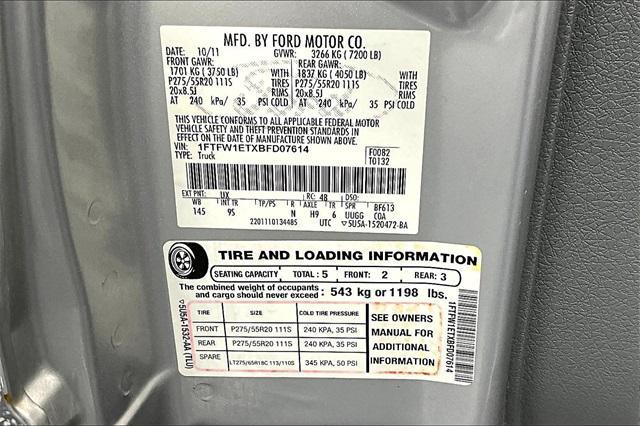 MFD. BY FORD MOTOR CO.
DATE: 10/11 GVWR: 3266 KG ( 7200 LB)
FRONT GAWR: REAR GAWR:
1701 KG ( 3750 LB) WITH 1837 KG ( 4050 LB) WITH
P275/55R20 111S TIRES P275/55R20 111S TIRES
20x8.5J RIMS 20x8.5J RIMS
AT 240 kPa/ 35 PSI COLD AT 240 kPa/ 35 PSI COLD
THIS VEHICLE CONFORMS TO ALL APPLICABLE FEDERAL MOTOR
VEHICLE SAFETY AND THEFT PREVENTION STANDARDS IN
EFFECT ON THE DATE OF MANUFACTURE SHOWN ABOVE.
VIN: 1FTFW1ETXBFD07614 F0082
TYPE: Truck T0132
EXT PNT: UX RC: 48 DSO:
WB INT TR TP/PS R AXLE TR SPR BF613
145 9S N H9 6 UUGG COA
2201110134485 UTC ▽5U5A-1520472-BA
TIRE AND LOADING INFORMATION
SEATING CAPACITY TOTAL : 5 FRONT: 2 REAR: 3
The combined weight of occupants
and cargo should never exceed : 543 kg or 1198 lbs.
TIRE SIZE COLD TIRE PRESSURE
FRONT P275/55R20 111S 240 KPA, 35 PSI
REAR P275/55R20 111S 240 KPA, 35 PSI
SPARE LT275/65R18C 113/110S 345 KPA, 50 PSI
SEE OWNERS
MANUAL FOR
ADDITIONAL
INFORMATION
▽5U5A-1532-AA (TLU)
1FTFW1ETXBFD07614